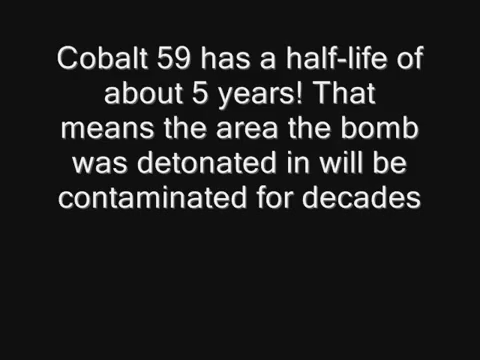 Cobalt 59 has a half-life of
about 5 years! That
means the area the bomb
was detonated in will be
contaminated for decades